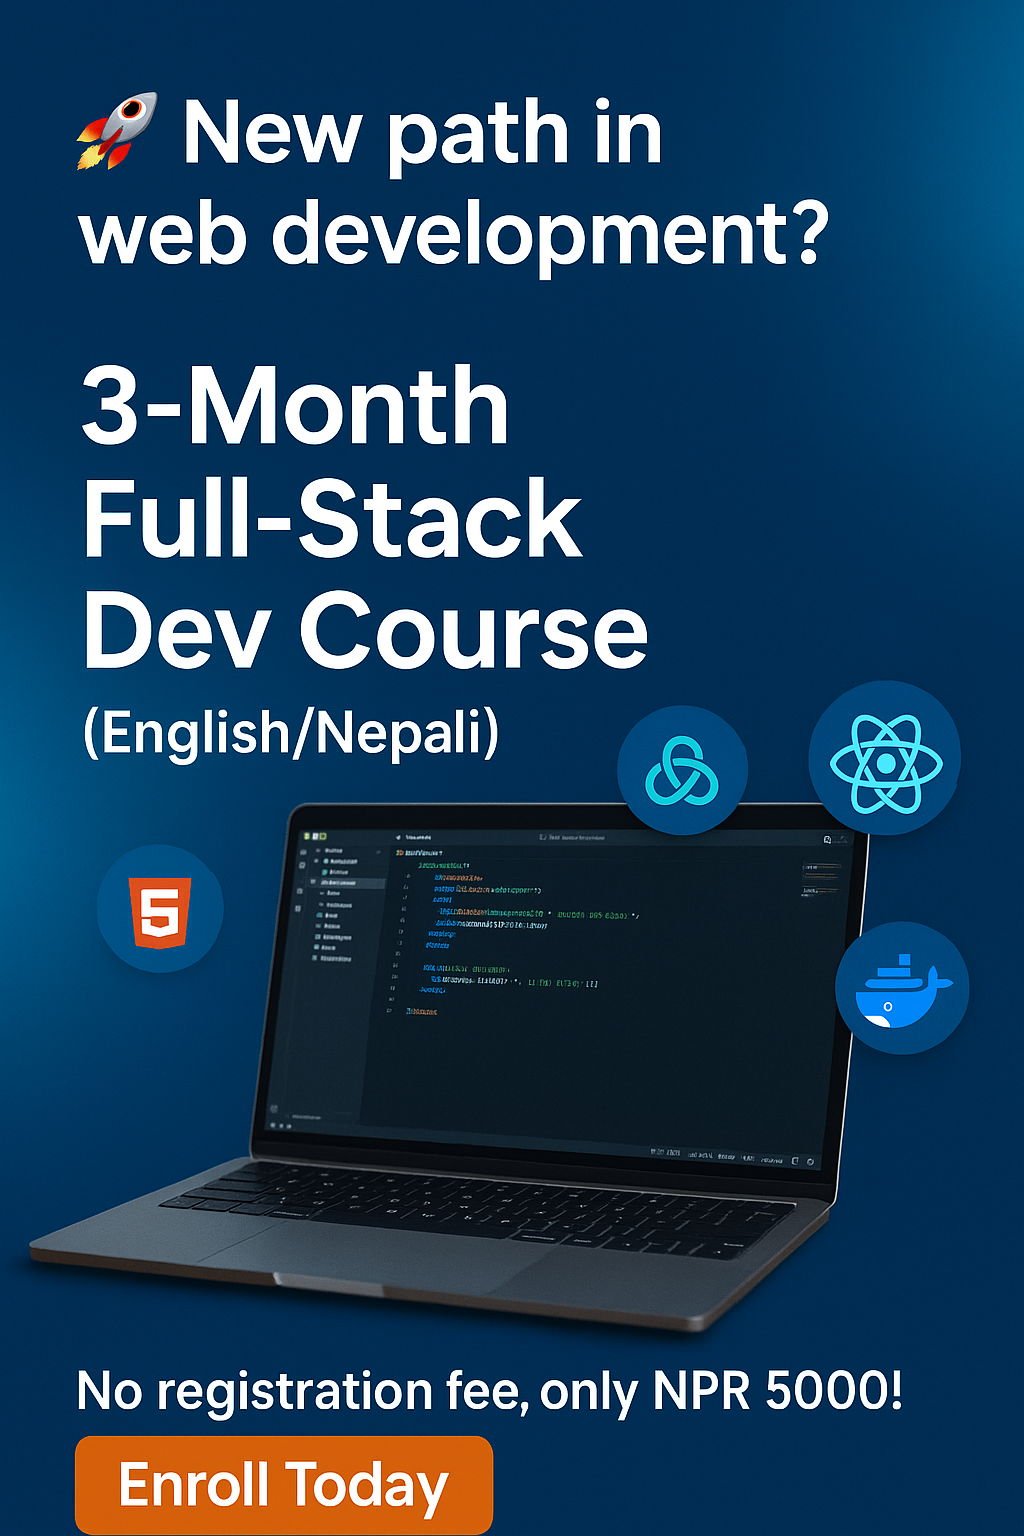 🚀 New path in
web development?
3-Month
Full-Stack
Dev Course
(English/Nepali)
5
No registration fee, only NPR 5000!
Enroll Today